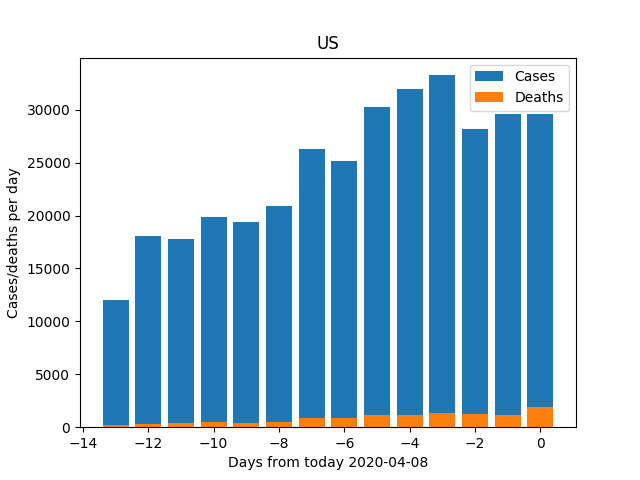 US
Cases
Deaths
Cases/deaths per day
30000
25000
20000
15000
10000
5000
0
−14 −12 −10 −8 −6 −4 −2 0
Days from today 2020-04-08